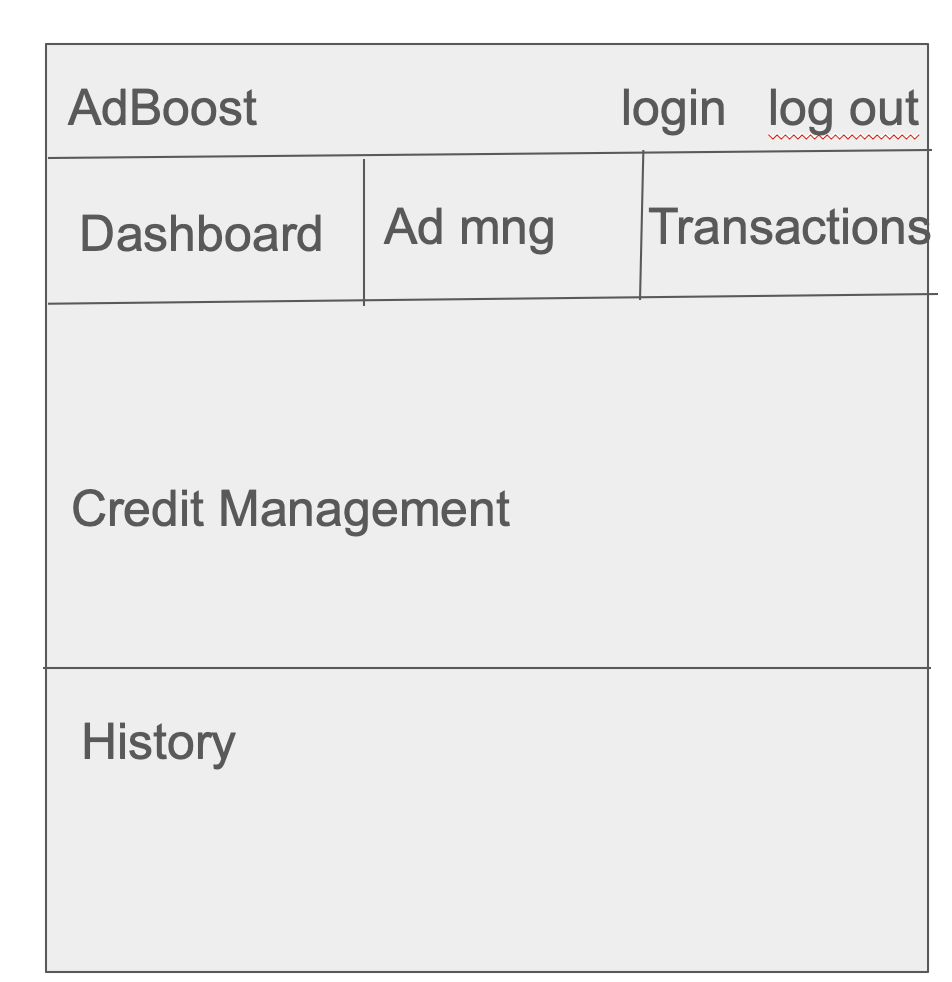 AdBoost login log out
Dashboard Ad mng Transactions
Credit Management
History